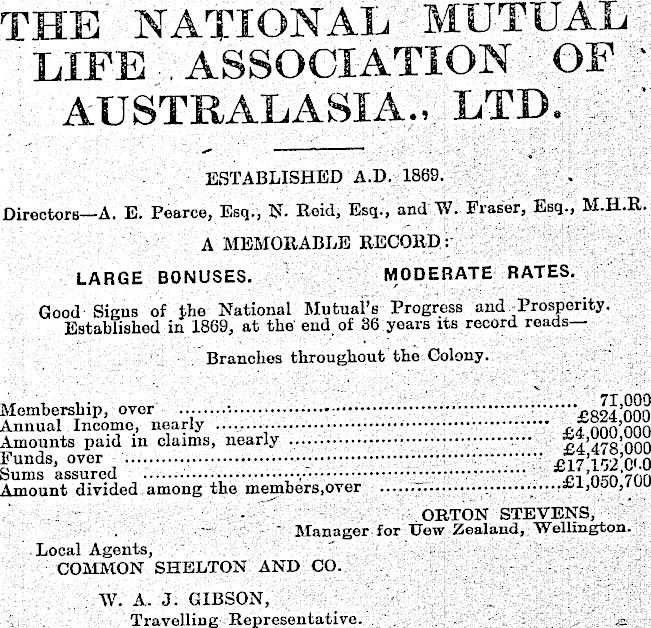 THE NATIONAL MUTUAL
LIFE ASSOCIATION OF
AUSTRALASIA., LTD.
ESTABLISHED A.D. 1869.
Directors—A. E. Pearce, Esq., N. Reid, Esq., and W. Fraser, Esq., M.H.R.
A MEMORABLE RECORD:
LARGE BONUSES. MODERATE RATES.
Good Signs of the National Mutual's Progress and Prosperity.
Established in 1869, at the end of 36 years its record reads—
Branches throughout the Colony.
Membership, over ........ 71,000
Annual Income, nearly ........ £824,000
Amounts paid in claims, nearly ........ £4,000,000
Funds, over ........ £4,478,000
Sums assured ........ £17,152,000
Amount divided among the members,over ........ £1,050,700
ORTON STEVENS,
Manager for Uew Zealand, Wellington.
Local Agents,
COMMON SHELTON AND CO.
W. A. J. GIBSON,
Travelling Representative.